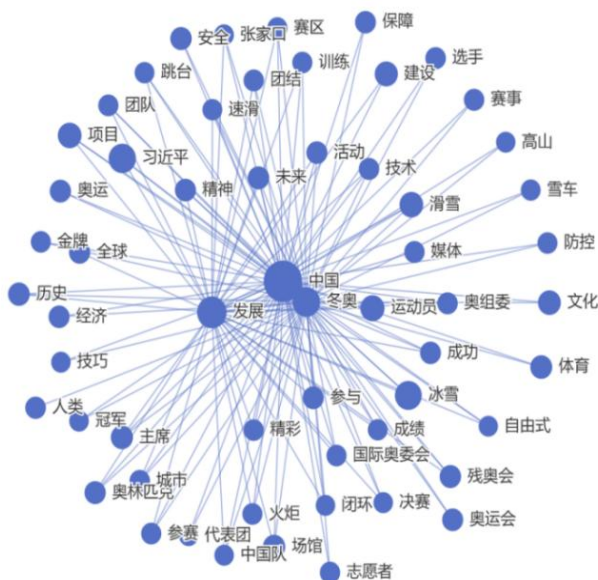 保障
赛区
张家口
安全
选手
训练
跳台
团结
建设
赛事
团队
速滑
项目
高山
活动
习近平
技术
未来
奥运
精神
雪车
滑雪
金牌
全球
媒体
防控
中国
历史
冬奥
运动员
奥组委
文化
经济
发展
成功
技巧
体育
冰雪
参与
人类
冠军
自由式
主席
精彩
成绩
国际奥委会
残奥会
城市
奥林匹克
闭环
决赛
火炬
奥运会
参赛
代表团
场馆
中国队
志愿者